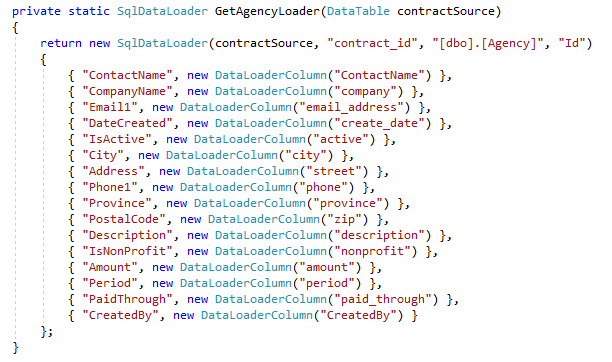 private static SqlDataLoader GetAgencyLoader(DataTable contractSource)
{
    return new SqlDataLoader(contractSource, "contract_id", "[dbo].[Agency]", "Id")
    {
        { "ContactName", new DataLoaderColumn("ContactName") },
        { "CompanyName", new DataLoaderColumn("company") },
        { "Email1", new DataLoaderColumn("email_address") },
        { "DateCreated", new DataLoaderColumn("create_date") },
        { "IsActive", new DataLoaderColumn("active") },
        { "City", new DataLoaderColumn("city") },
        { "Address", new DataLoaderColumn("street") },
        { "Phone1", new DataLoaderColumn("phone") },
        { "Province", new DataLoaderColumn("province") },
        { "PostalCode", new DataLoaderColumn("zip") },
        { "Description", new DataLoaderColumn("description") },
        { "IsNonProfit", new DataLoaderColumn("nonprofit") },
        { "Amount", new DataLoaderColumn("amount") },
        { "Period", new DataLoaderColumn("period") },
        { "PaidThrough", new DataLoaderColumn("paid_through") },
        { "CreatedBy", new DataLoaderColumn("CreatedBy") }
    };
}